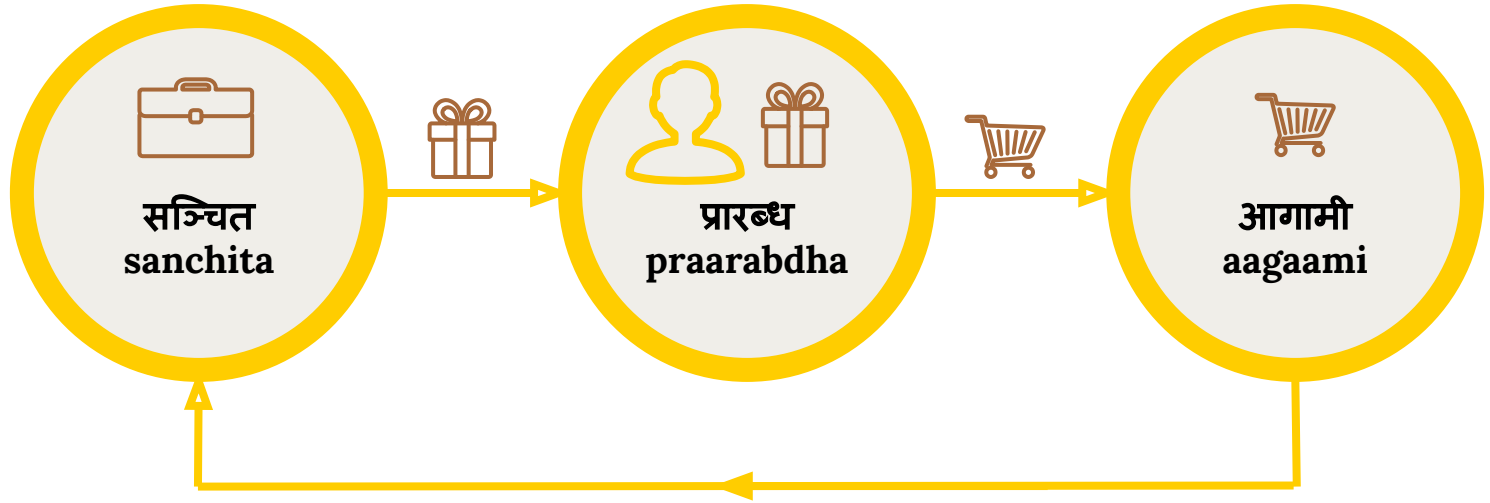 सञ्चित
sanchita
प्रारब्ध
praarabdha
आगामी
aagaami